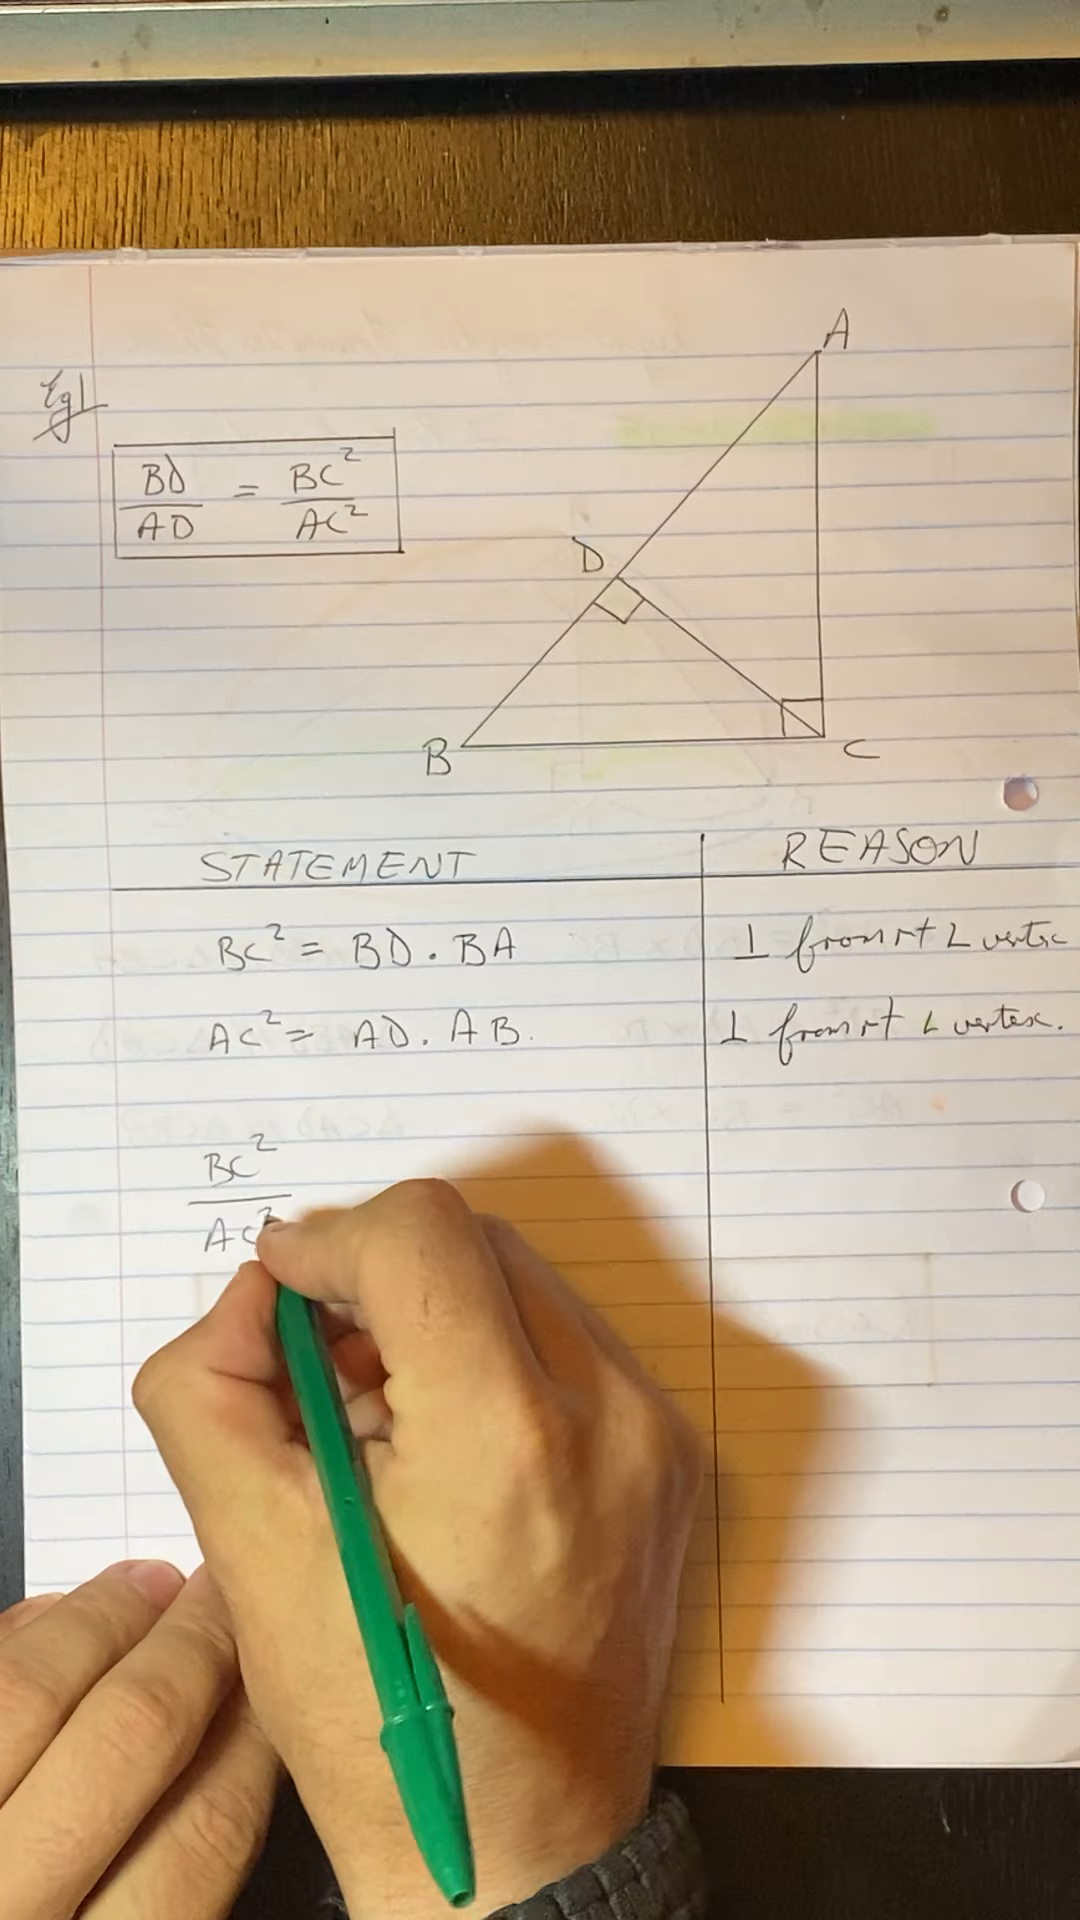 Eg1
BD/AD = BC²/AC²
A
D
B
C
STATEMENT REASON
BC² = BD . BA ⊥ from rt ∠ vertex
AC² = AD . AB. ⊥ from rt ∠ vertex.
BC²/AC²